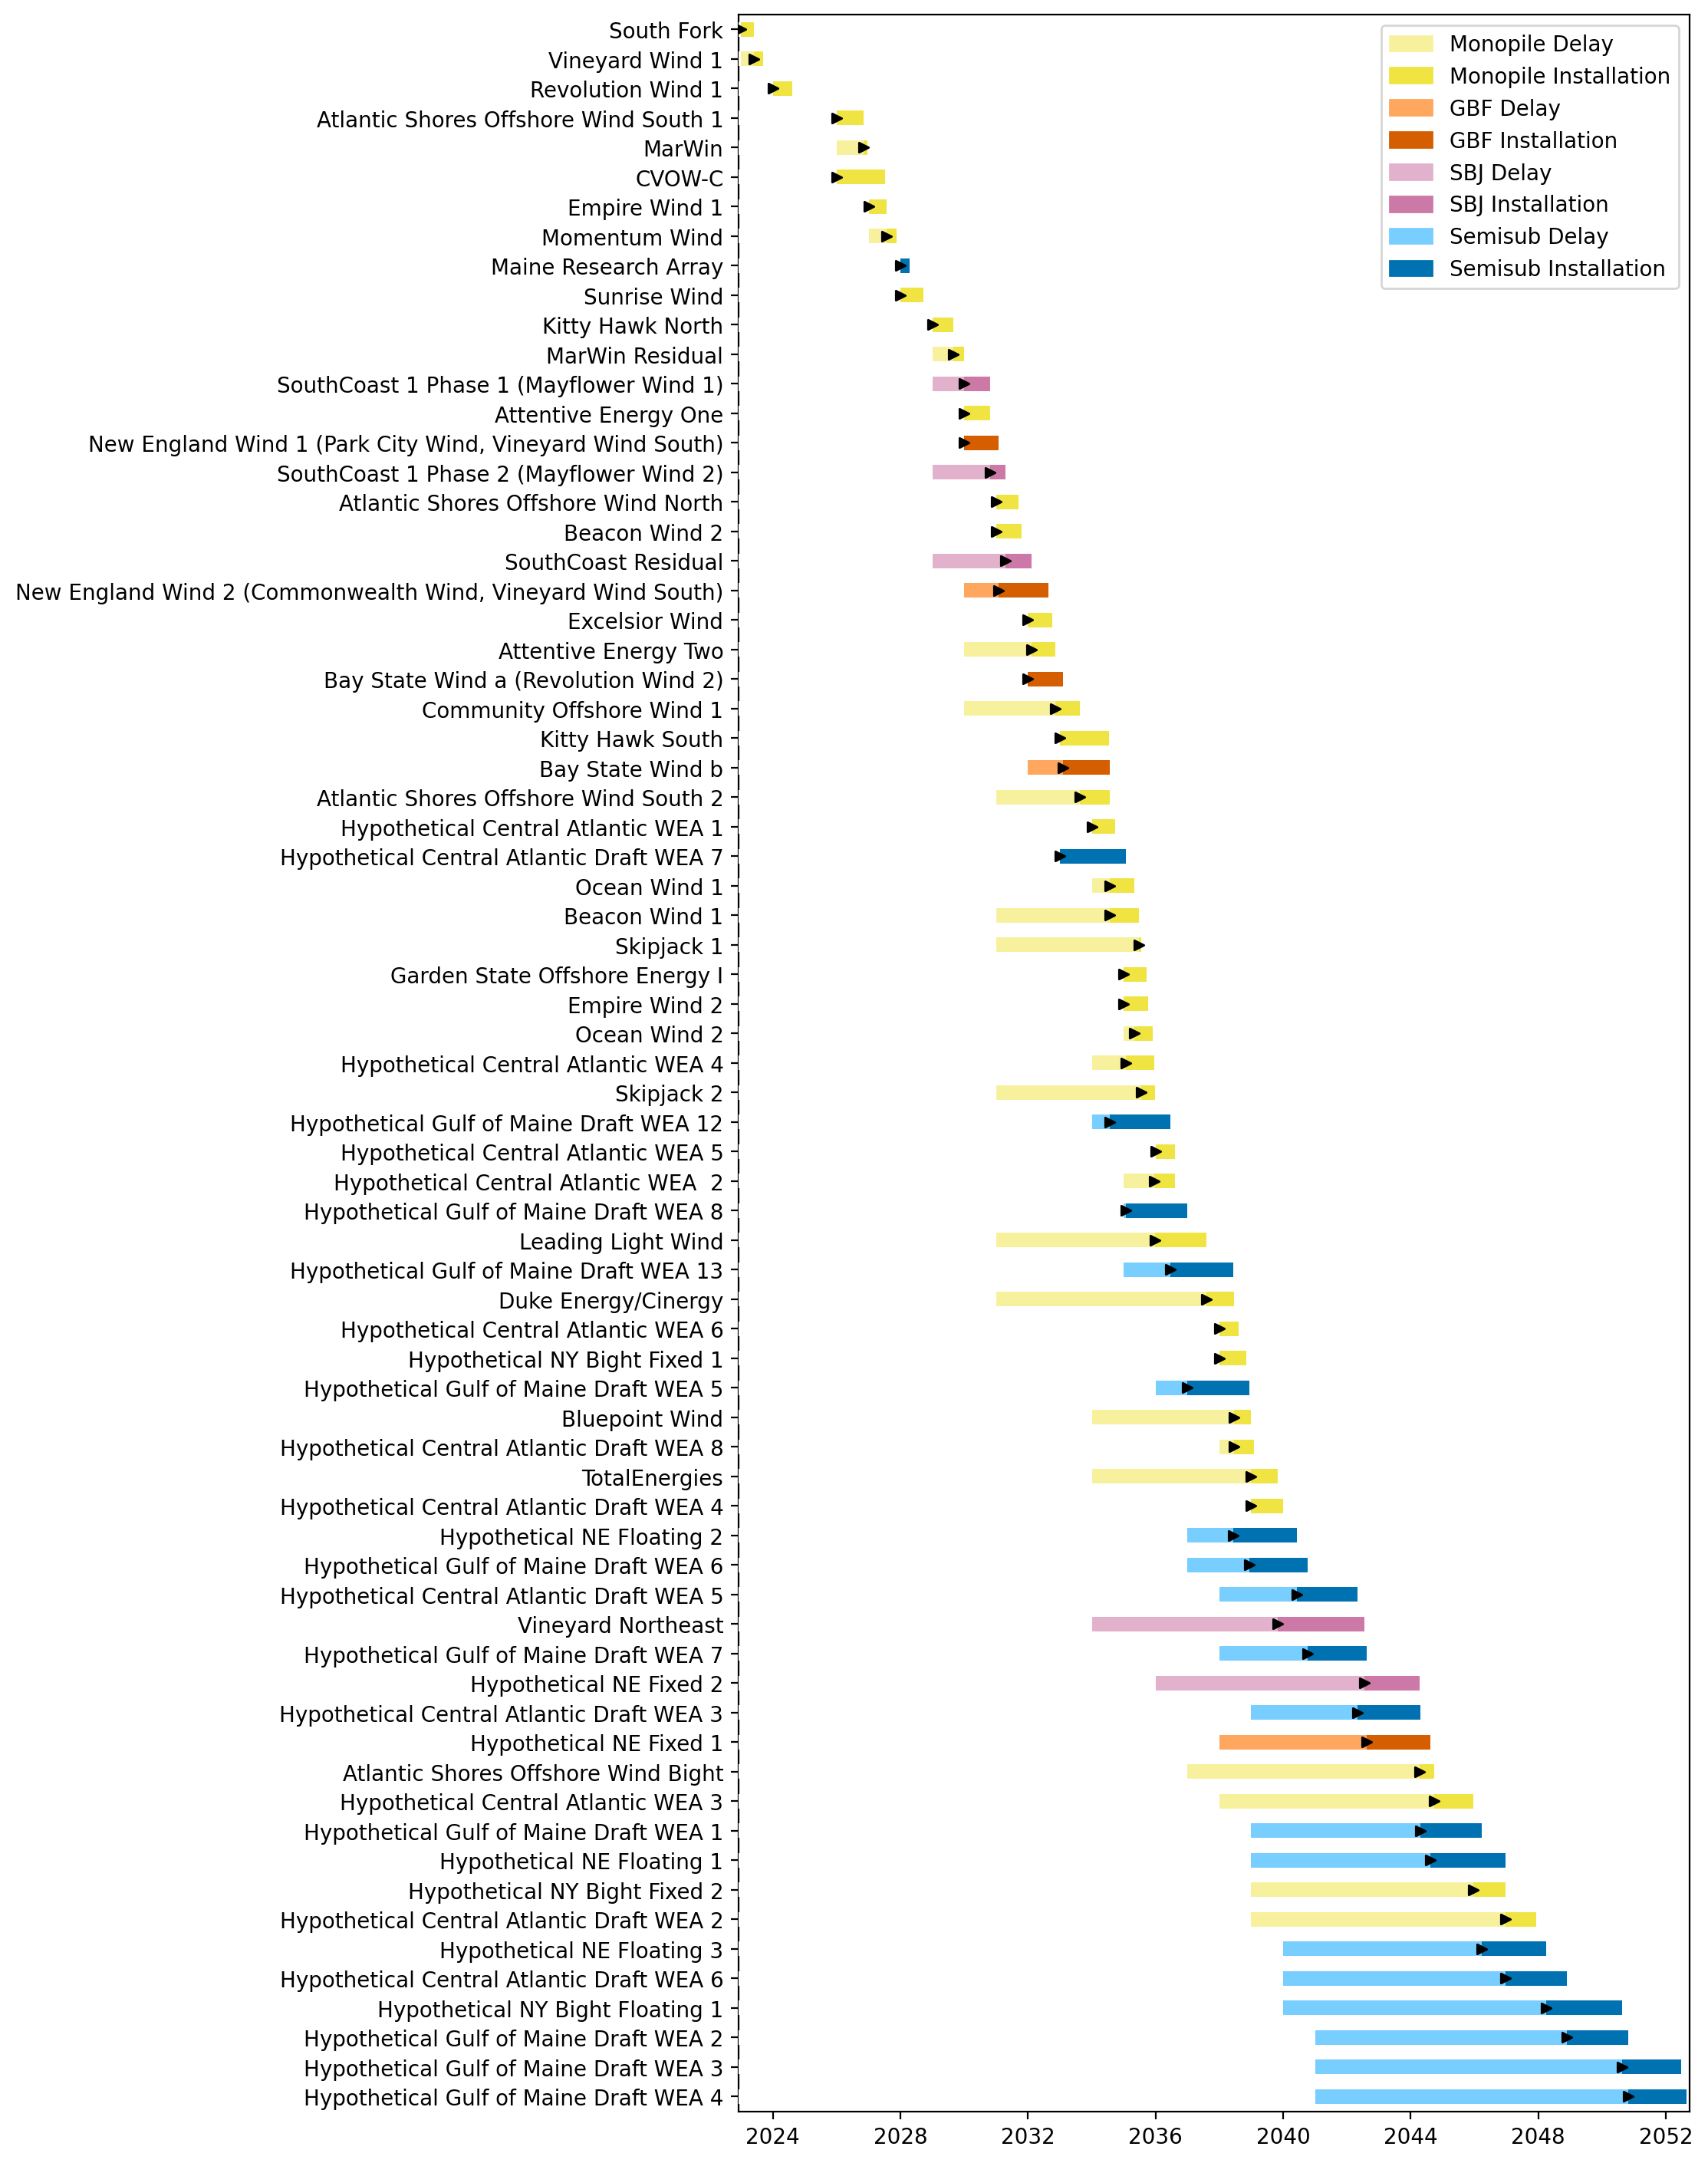 South Fork
Vineyard Wind 1
Revolution Wind 1
Atlantic Shores Offshore Wind South 1
MarWin
CVOW-C
Empire Wind 1
Momentum Wind
Maine Research Array
Sunrise Wind
Kitty Hawk North
MarWin Residual
SouthCoast 1 Phase 1 (Mayflower Wind 1)
Attentive Energy One
New England Wind 1 (Park City Wind, Vineyard Wind South)
SouthCoast 1 Phase 2 (Mayflower Wind 2)
Atlantic Shores Offshore Wind North
Beacon Wind 2
SouthCoast Residual
New England Wind 2 (Commonwealth Wind, Vineyard Wind South)
Excelsior Wind
Attentive Energy Two
Bay State Wind a (Revolution Wind 2)
Community Offshore Wind 1
Kitty Hawk South
Bay State Wind b
Atlantic Shores Offshore Wind South 2
Hypothetical Central Atlantic WEA 1
Hypothetical Central Atlantic Draft WEA 7
Ocean Wind 1
Beacon Wind 1
Skipjack 1
Garden State Offshore Energy I
Empire Wind 2
Ocean Wind 2
Hypothetical Central Atlantic WEA 4
Skipjack 2
Hypothetical Gulf of Maine Draft WEA 12
Hypothetical Central Atlantic WEA 5
Hypothetical Central Atlantic WEA  2
Hypothetical Gulf of Maine Draft WEA 8
Leading Light Wind
Hypothetical Gulf of Maine Draft WEA 13
Duke Energy/Cinergy
Hypothetical Central Atlantic WEA 6
Hypothetical NY Bight Fixed 1
Hypothetical Gulf of Maine Draft WEA 5
Bluepoint Wind
Hypothetical Central Atlantic Draft WEA 8
TotalEnergies
Hypothetical Central Atlantic Draft WEA 4
Hypothetical NE Floating 2
Hypothetical Gulf of Maine Draft WEA 6
Hypothetical Central Atlantic Draft WEA 5
Vineyard Northeast
Hypothetical Gulf of Maine Draft WEA 7
Hypothetical NE Fixed 2
Hypothetical Central Atlantic Draft WEA 3
Hypothetical NE Fixed 1
Atlantic Shores Offshore Wind Bight
Hypothetical Central Atlantic WEA 3
Hypothetical Gulf of Maine Draft WEA 1
Hypothetical NE Floating 1
Hypothetical NY Bight Fixed 2
Hypothetical Central Atlantic Draft WEA 2
Hypothetical NE Floating 3
Hypothetical Central Atlantic Draft WEA 6
Hypothetical NY Bight Floating 1
Hypothetical Gulf of Maine Draft WEA 2
Hypothetical Gulf of Maine Draft WEA 3
Hypothetical Gulf of Maine Draft WEA 4
Monopile Delay
Monopile Installation
GBF Delay
GBF Installation
SBJ Delay
SBJ Installation
Semisub Delay
Semisub Installation
2024 2028 2032 2036 2040 2044 2048 2052